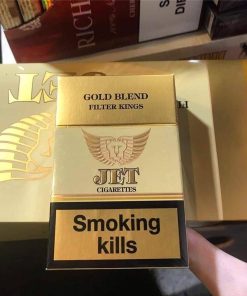 RICH
GOLD BLEND
FILTER KINGS
JET
CIGARETTES
Smoking
kills